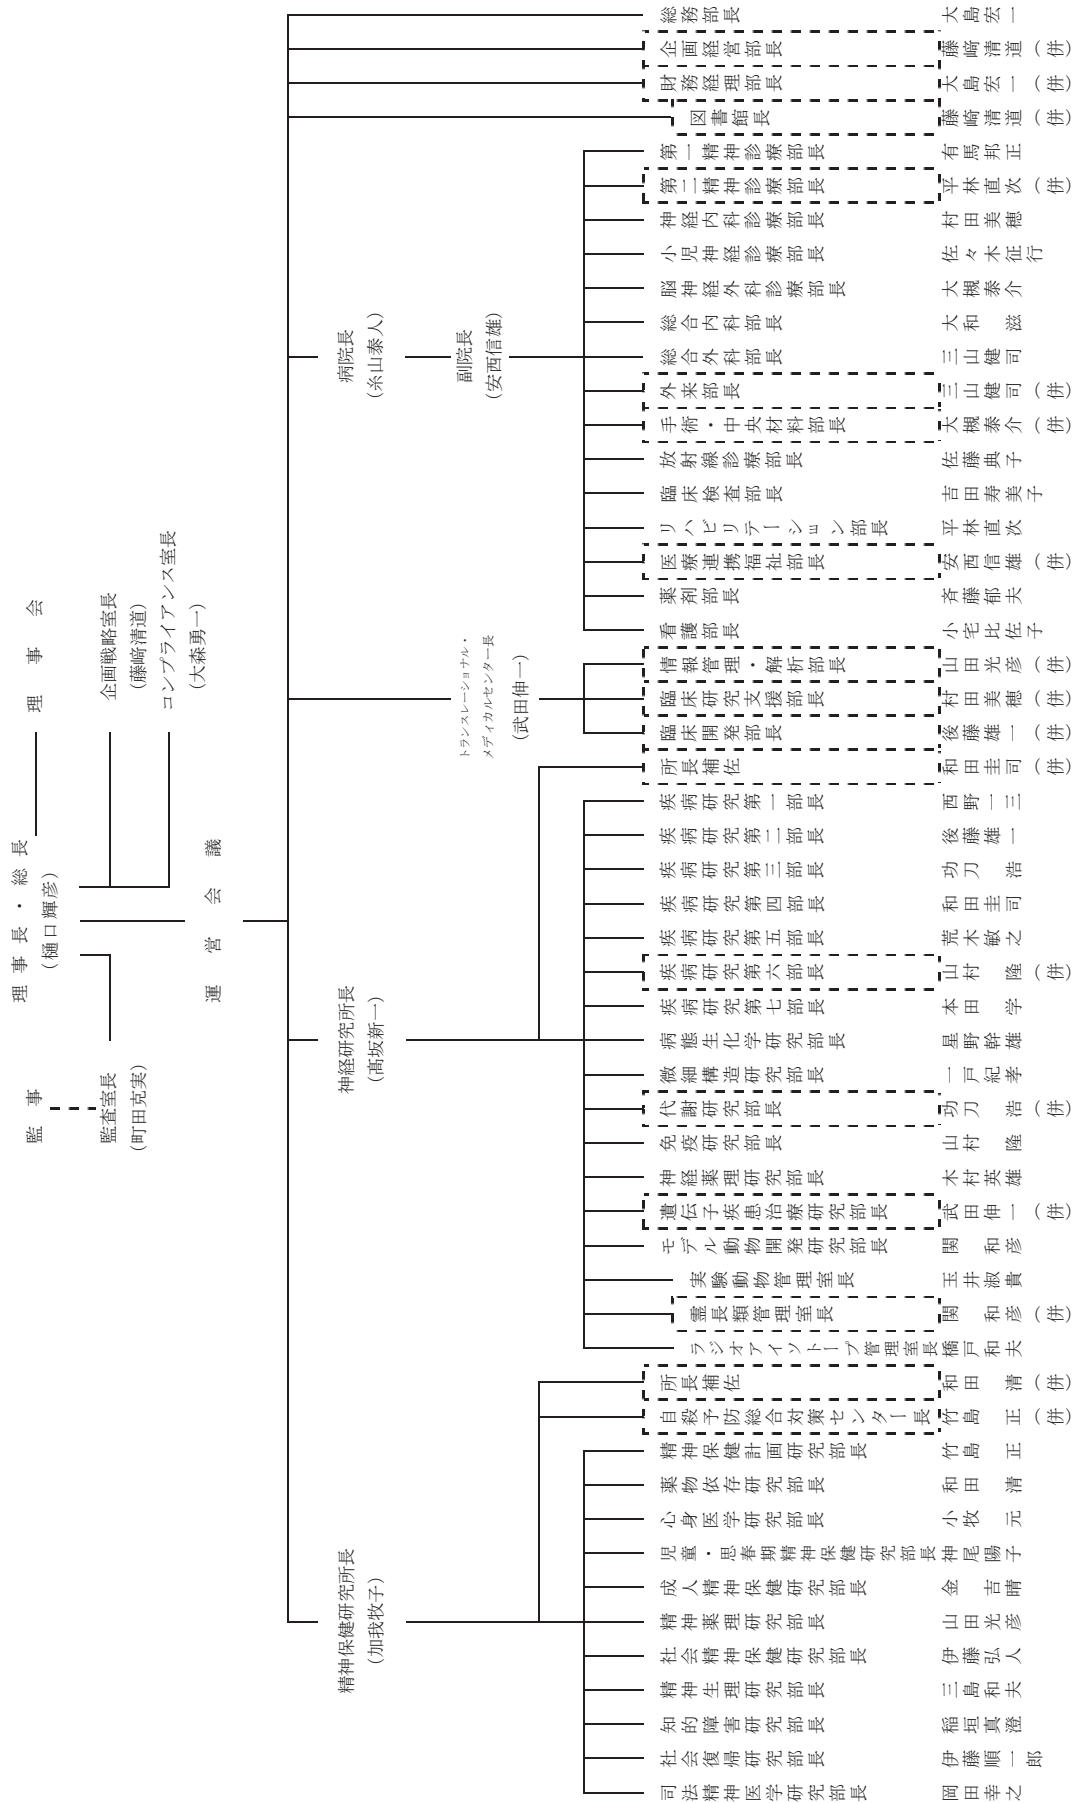 監　事
監査室長
(町田克実)
理事長・総長
(樋口輝彦)
理　事　会
企画戦略室長
(藤﨑清道)
コンプライアンス室長
(大森勇一)
運　営　会　議
精神保健研究所長
(加我牧子)
神経研究所長
(髙坂新一)
トランスレーショナル・
メディカルセンター長
(武田伸一)
病院長
(糸山泰人)
副院長
(安西信雄)
総務部長　大島宏一
企画経営部長　藤﨑清道（併）
財務経理部長　大島宏一（併）
図書館長　藤﨑清道（併）
第一精神診療部長　有馬邦正
第二精神診療部長　平林直次（併）
神経内科診療部長　村田美穂
小児神経診療部長　佐々木征行
脳神経外科診療部長　大槻泰介
総合内科部長　大和　滋
総合外科部長　三山健司
外来部長　三山健司（併）
手術・中央材料部長　大槻泰介（併）
放射線診療部長　佐藤典子
臨床検査部長　吉田寿美子
リハビリテーション部長　平林直次
医療連携福祉部長　安西信雄（併）
薬剤部長　斉藤郁夫
看護部長　小宅比佐子
情報管理・解析部長　山田光彦（併）
臨床研究支援部長　村田美穂（併）
臨床開発部長　後藤雄一（併）
所長補佐　和田圭司（併）
疾病研究第一部長　西野一三
疾病研究第二部長　後藤雄一
疾病研究第三部長　功刀　浩
疾病研究第四部長　和田圭司
疾病研究第五部長　荒木敏之
疾病研究第六部長　山村　隆（併）
疾病研究第七部長　本田　学
病態生化学研究部長　星野幹雄
微細構造研究部長　一戸紀孝
代謝研究部長　功刀　浩（併）
免疫研究部長　山村　隆
神経薬理研究部長　木村英雄
遺伝子疾患治療研究部長　武田伸一（併）
モデル動物開発研究部長　関　和彦
実験動物管理室長　玉井淑貴
霊長類管理室長　関　和彦（併）
ラジオアイソトープ管理室長　橋戸和夫
所長補佐　和田　清（併）
自殺予防総合対策センター長　竹島　正（併）
精神保健計画研究部長　竹島　正
薬物依存研究部長　和田　清
心身医学研究部長　小牧　元
児童・思春期精神保健研究部長　神尾陽子
成人精神保健研究部長　金　吉晴
精神薬理研究部長　山田光彦
社会精神保健研究部長　伊藤弘人
精神生理研究部長　三島和夫
知的障害研究部長　稲垣真澄
社会復帰研究部長　伊藤順一郎
司法精神医学研究部長　岡田幸之